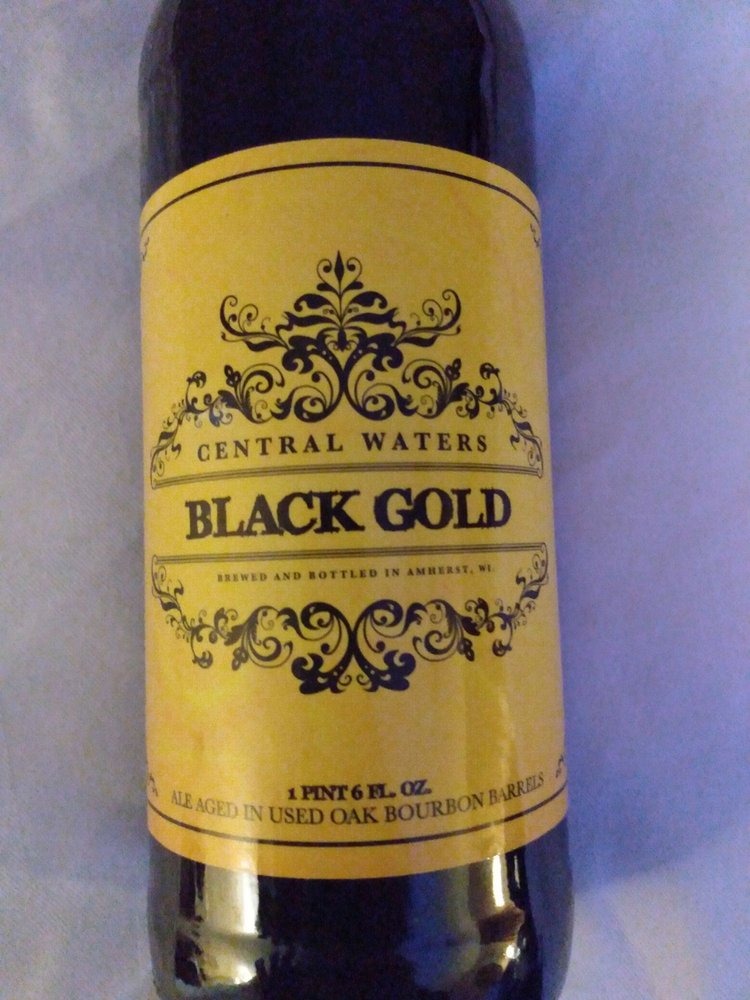 CENTRAL WATERS
BLACK GOLD
BREWED AND BOTTLED IN AMHERST, WI.
1 PINT 6 FL. OZ.
ALE AGED IN USED OAK BOURBON BARRELS